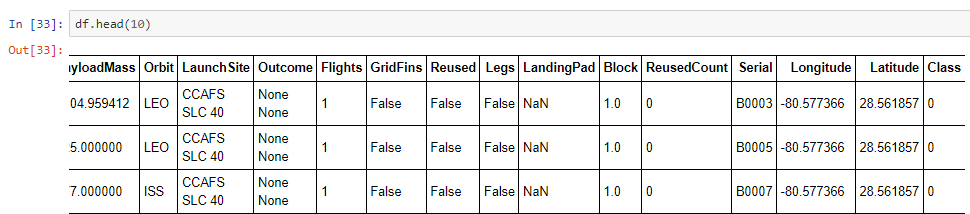 In [33]: df.head(10)
Out[33]:
yloadMass Orbit LaunchSite Outcome Flights GridFins Reused Legs LandingPad Block ReusedCount Serial Longitude Latitude Class
04.959412 LEO CCAFS SLC 40 None None 1 False False False NaN 1.0 0 B0003 -80.577366 28.561857 0
5.000000 LEO CCAFS SLC 40 None None 1 False False False NaN 1.0 0 B0005 -80.577366 28.561857 0
7.000000 ISS CCAFS SLC 40 None None 1 False False False NaN 1.0 0 B0007 -80.577366 28.561857 0